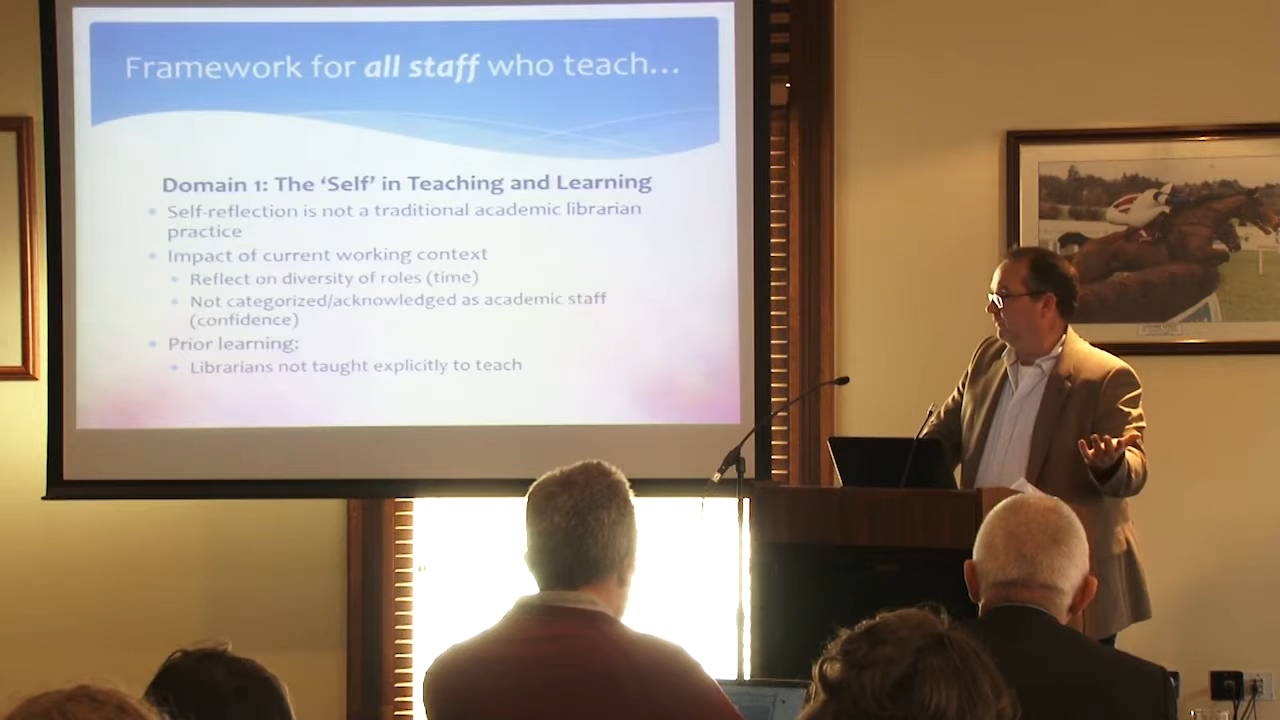 Framework for all staff who teach...
Domain 1: The ‘Self’ in Teaching and Learning
Self-reflection is not a traditional academic librarian
practice
Impact of current working context
Reflect on diversity of roles (time)
Not categorized/acknowledged as academic staff
(confidence)
Prior learning:
Librarians not taught explicitly to teach